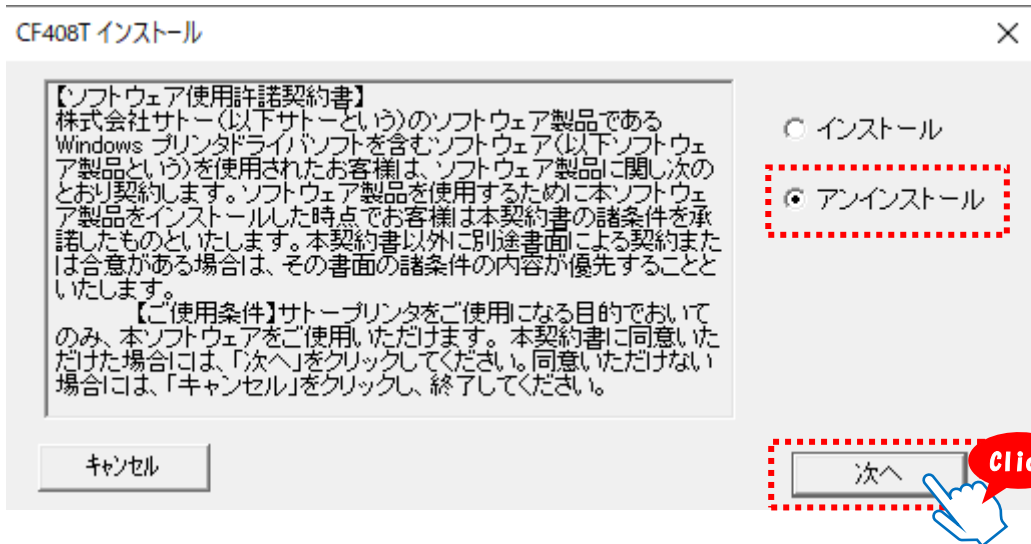 CF408T インストール
【ソフトウェア使用許諾契約書】
株式会社サトー（以下サトーという）のソフトウェア製品である
Windows プリンタドライバソフトを含むソフトウェア（以下ソフトウェ
ア製品という）を使用されたお客様は、ソフトウェア製品に関し次の
とおり契約します。ソフトウェア製品を使用するために本ソフトウェ
ア製品をインストールした時点でお客様は本契約書の諸条件を承
諾したものといたします。本契約書以外に別途書面による契約また
は合意がある場合は、その書面の諸条件の内容が優先することと
いたします。
【ご使用条件】サトープリンタをご使用になる目的でおいて
のみ、本ソフトウェアをご使用いただけます。本契約書に同意いた
だけた場合には、「次へ」をクリックしてください。同意いただけない
場合には、「キャンセル」をクリックし、終了してください。
インストール
アンインストール
キャンセル
次へ